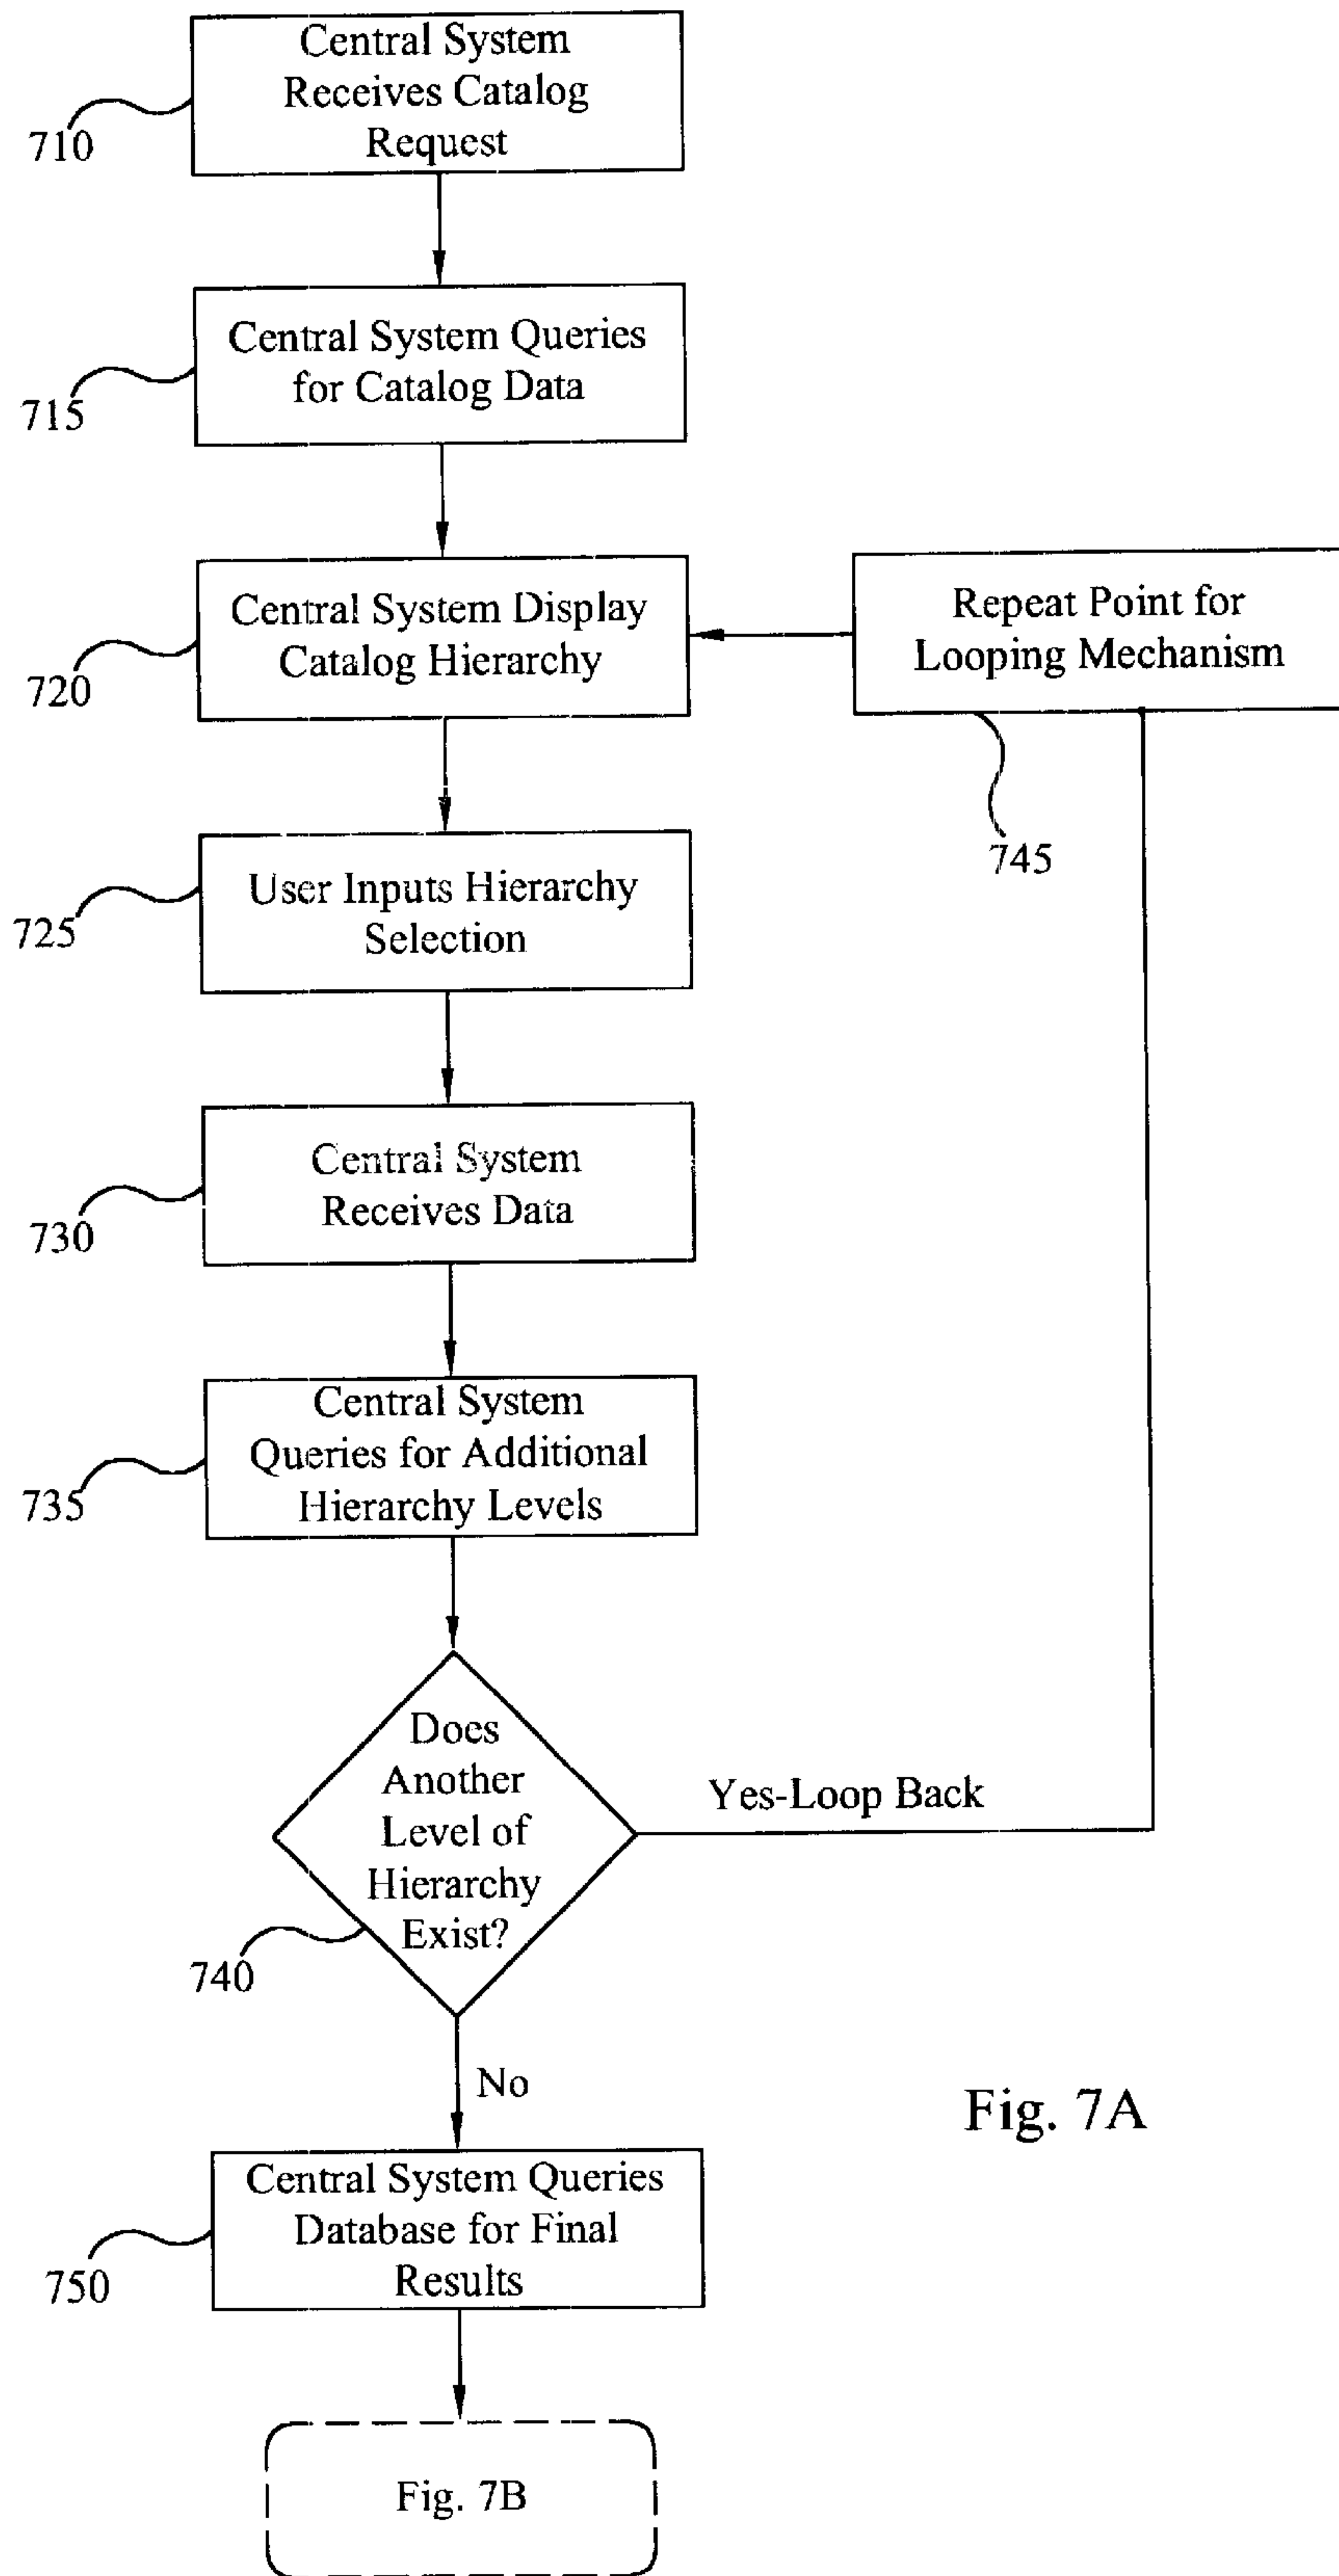 Central System
Receives Catalog
Request
710
Central System Queries
for Catalog Data
715
Central System Display
Catalog Hierarchy
720
Repeat Point for
Looping Mechanism
745
User Inputs Hierarchy
Selection
725
Central System
Receives Data
730
Central System
Queries for Additional
Hierarchy Levels
735
Does
Another
Level of
Hierarchy
Exist?
740
Yes-Loop Back
No
Central System Queries
Database for Final
Results
750
Fig. 7A
Fig. 7B